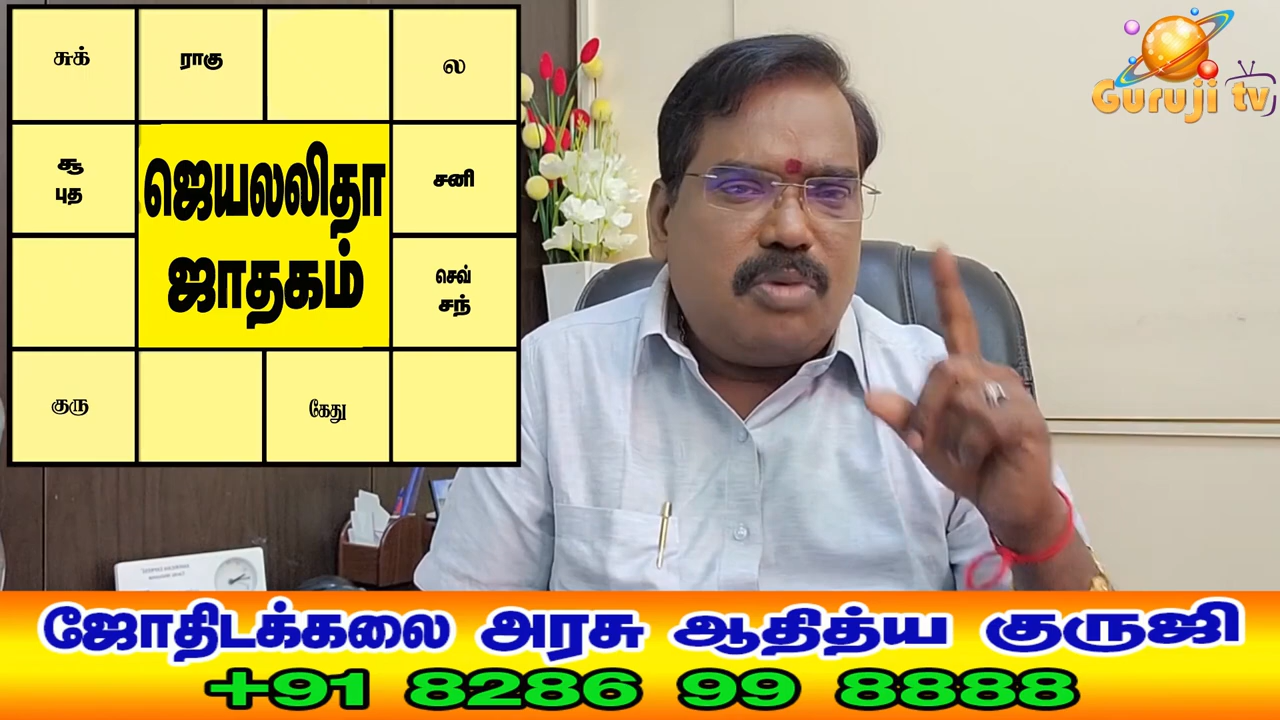 சுக்
ராகு
ல
சூ
புத
ஜெயலலிதா
ஜாதகம்
சனி
செவ்
சந்
குரு
கேது
Guruji tv
ஜோதிடக்கலை அரசு ஆதித்ய குருஜி
+91 8286 99 8888